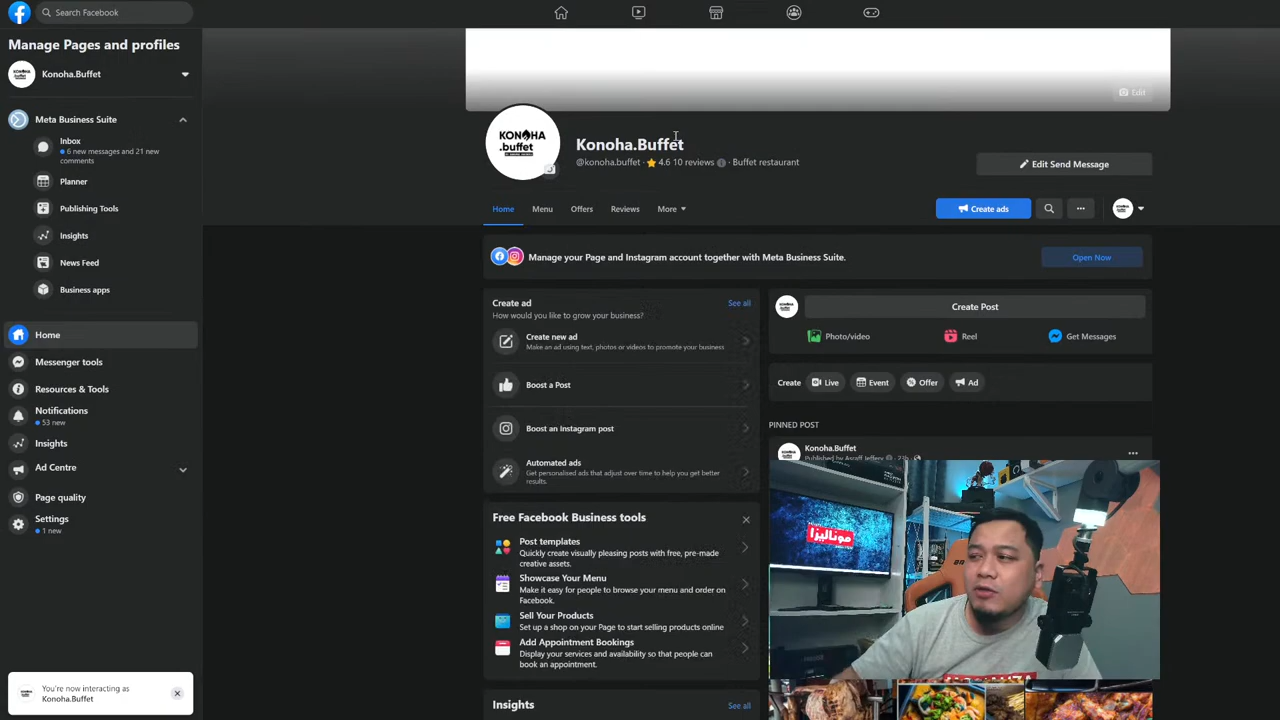 Search Facebook
Manage Pages and profiles
Konoha.Buffet
Meta Business Suite
Inbox
6 new messages and 21 new
comments
Planner
Publishing Tools
Insights
News Feed
Business apps
Home
Messenger tools
Resources & Tools
Notifications
53 new
Insights
Ad Centre
Page quality
Settings
1 new
You're now interacting as
Konoha.Buffet
Edit
KONOHA
.buffet
Konoha.Buffet
@konoha.buffet · 4.6 10 reviews · Buffet restaurant
Edit Send Message
Home Menu Offers Reviews More
Create ads
Manage your Page and Instagram account together with Meta Business Suite.
Open Now
Create ad
See all
How would you like to grow your business?
Create new ad
Make an ad using text, photos or videos to promote your business
Boost a Post
Boost an Instagram post
Automated ads
Get personalised ads that adjust over time to help you get better
results.
Free Facebook Business tools
Post templates
Quickly create visually pleasing posts with free, pre-made
creative assets.
Showcase Your Menu
Make it easy for people to browse your menu and order on
Facebook.
Sell Your Products
Set up a shop on your Page to start selling products online
Add Appointment Bookings
Display your services and availability so that people can
book an appointment.
Insights
See all
Create Post
Photo/video
Reel
Get Messages
Create Live Event Offer Ad
PINNED POST
Konoha.Buffet
Published by Asraff Jeffery · 23h
موناليزا